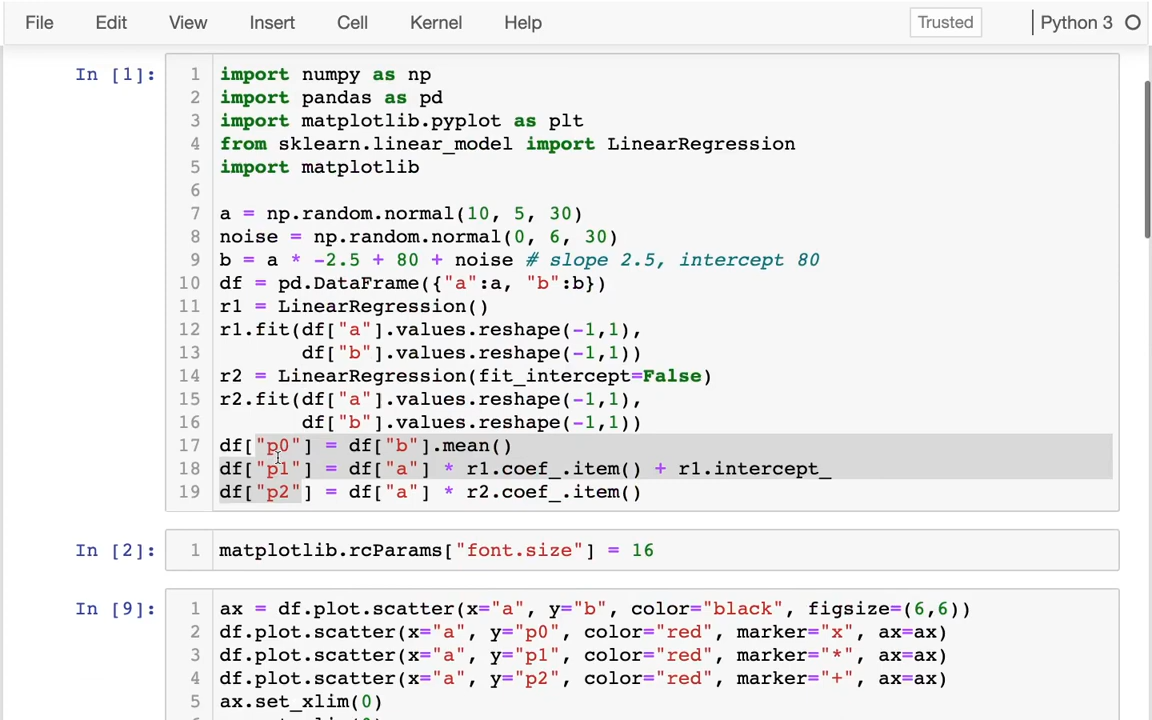 File Edit View Insert Cell Kernel Help Trusted Python 3
In [1]:
1 import numpy as np
2 import pandas as pd
3 import matplotlib.pyplot as plt
4 from sklearn.linear_model import LinearRegression
5 import matplotlib
6
7 a = np.random.normal(10, 5, 30)
8 noise = np.random.normal(0, 6, 30)
9 b = a * -2.5 + 80 + noise # slope 2.5, intercept 80
10 df = pd.DataFrame({"a":a, "b":b})
11 r1 = LinearRegression()
12 r1.fit(df["a"].values.reshape(-1,1),
13        df["b"].values.reshape(-1,1))
14 r2 = LinearRegression(fit_intercept=False)
15 r2.fit(df["a"].values.reshape(-1,1),
16        df["b"].values.reshape(-1,1))
17 df["p0"] = df["b"].mean()
18 df["p1"] = df["a"] * r1.coef_.item() + r1.intercept_
19 df["p2"] = df["a"] * r2.coef_.item()
In [2]:
1 matplotlib.rcParams["font.size"] = 16
In [9]:
1 ax = df.plot.scatter(x="a", y="b", color="black", figsize=(6,6))
2 df.plot.scatter(x="a", y="p0", color="red", marker="x", ax=ax)
3 df.plot.scatter(x="a", y="p1", color="red", marker="*", ax=ax)
4 df.plot.scatter(x="a", y="p2", color="red", marker="+", ax=ax)
5 ax.set_xlim(0)